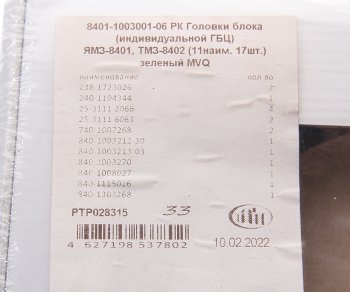 8401-1003001-06 РК Головки блока
(индивидуальной ГБЦ)
ЯМЗ-8401, ТМЗ-8402 (11наим. 17шт.)
зеленый MVQ
наименование кол во
238 1723026 2
240 1104344 1
25 3111 2066 2
25 3111 6063 2
740 1007268 2
840 1003212 30 1
840 1003213 03 1
840 1003270 1
840 1008027 1
840 1115026 1
840 1303268
РТР028315 33
4 627198 537802 10.02.2022